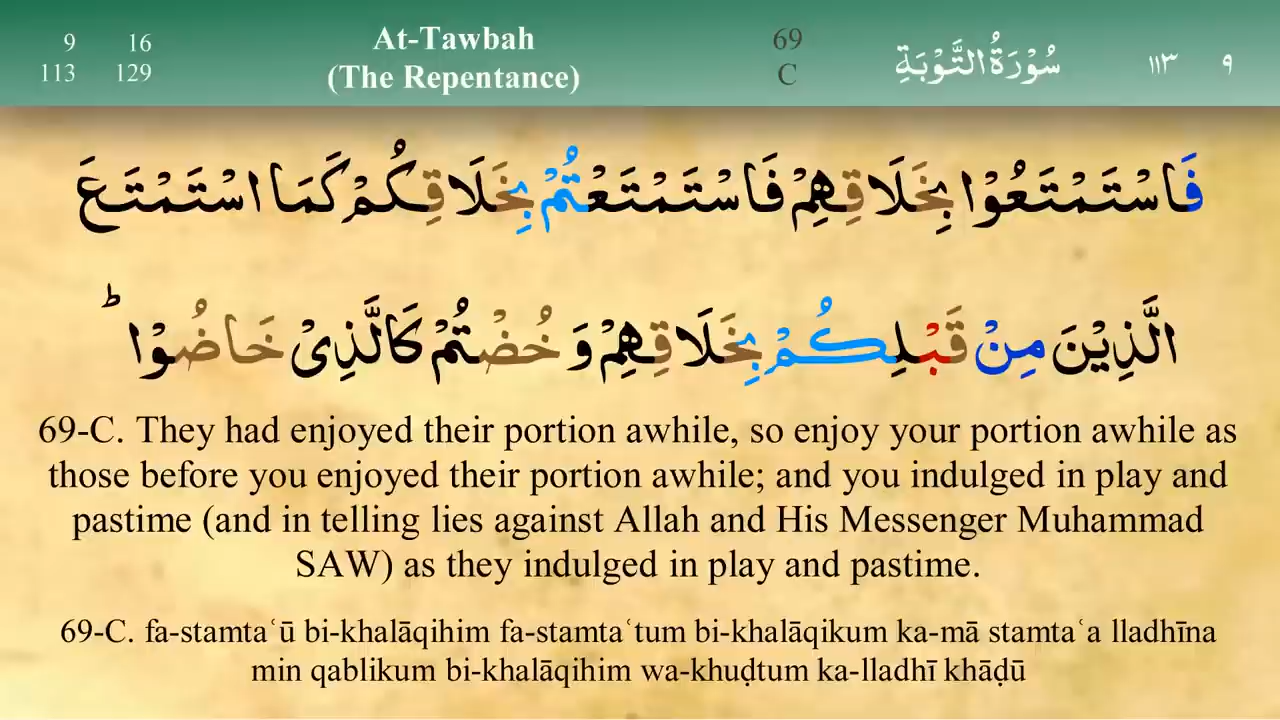 9 16 At-Tawbah 69 سُوْرَةُ التَّوْبَةِ ١١٣ ٩
113 129 (The Repentance) C
فَاسْتَمْتَعُوْا بِخَلَاقِهِمْ فَاسْتَمْتَعْتُمْ بِخَلَاقِكُمْ كَمَا اسْتَمْتَعَ
الَّذِيْنَ مِنْ قَبْلِكُمْ بِخَلَاقِهِمْ وَ خُضْتُمْ كَالَّذِىْ خَاضُوْاؕ
69-C. They had enjoyed their portion awhile, so enjoy your portion awhile as
those before you enjoyed their portion awhile; and you indulged in play and
pastime (and in telling lies against Allah and His Messenger Muhammad
SAW) as they indulged in play and pastime.
69-C. fa-stamtaʿū bi-khalāqihim fa-stamtaʿtum bi-khalāqikum ka-mā stamtaʿa lladhīna
min qablikum bi-khalāqihim wa-khuḍtum ka-lladhī khāḍū